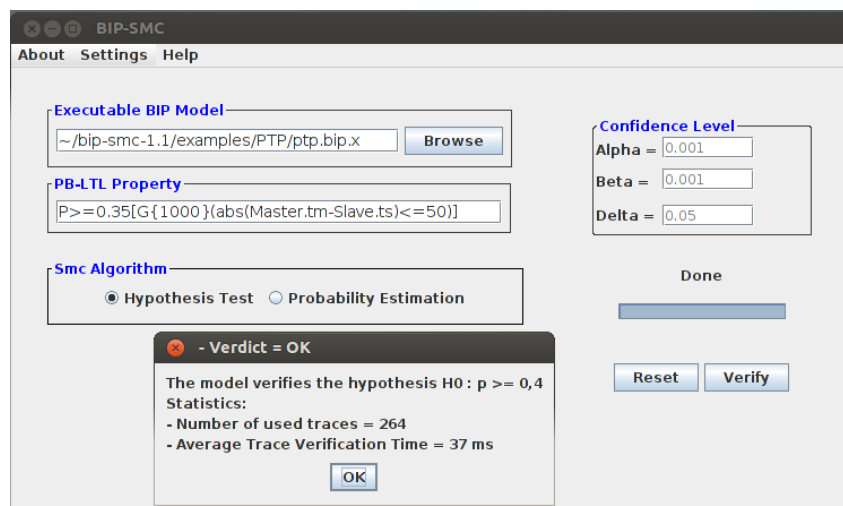 BIP-SMC
About Settings Help
Executable BIP Model
~/bip-smc-1.1/examples/PTP/ptp.bip.x Browse
PB-LTL Property
P>=0.35[G{1000}(abs(Master.tm-Slave.ts)<=50)]
Confidence Level
Alpha = 0.001
Beta = 0.001
Delta = 0.05
Smc Algorithm
Hypothesis Test Probability Estimation
Done
Reset Verify
- Verdict = OK
The model verifies the hypothesis H0 : p >= 0,4
Statistics:
- Number of used traces = 264
- Average Trace Verification Time = 37 ms
OK